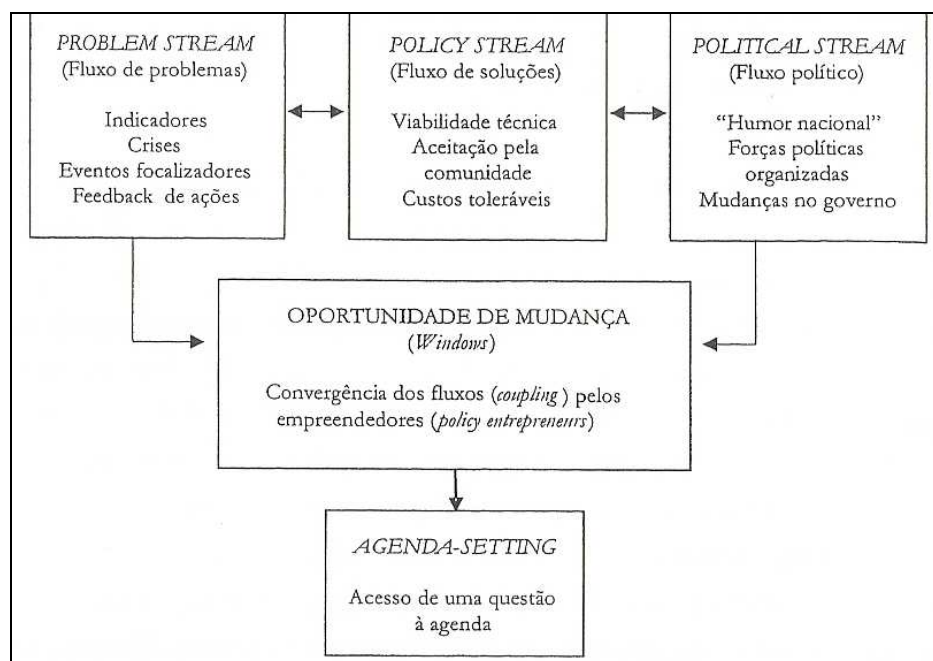 PROBLEM STREAM
(Fluxo de problemas)
Indicadores
Crises
Eventos focalizadores
Feedback de ações
POLICY STREAM
(Fluxo de soluções)
Viabilidade técnica
Aceitação pela
comunidade
Custos toleráveis
POLITICAL STREAM
(Fluxo político)
“Humor nacional”
Forças políticas
organizadas
Mudanças no governo
OPORTUNIDADE DE MUDANÇA
(Windows)
Convergência dos fluxos (coupling) pelos
empreendedores (policy entrepreneurs)
AGENDA-SETTING
Acesso de uma questão
à agenda